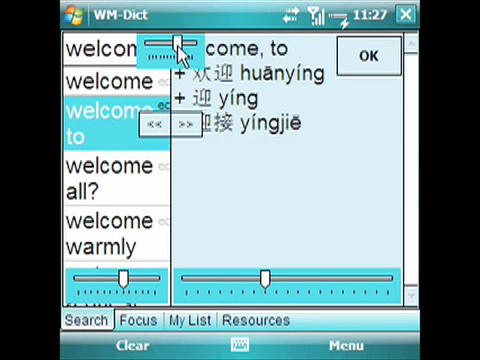 WM-Dict 11:27
welcom
come, to
OK
+ 欢迎 huānyíng
+ 迎 yíng
迎接 yíngjiē
<< >>
welcome
welcome
to
welcome
all?
welcome
warmly
Search Focus My List Resources
Clear Menu